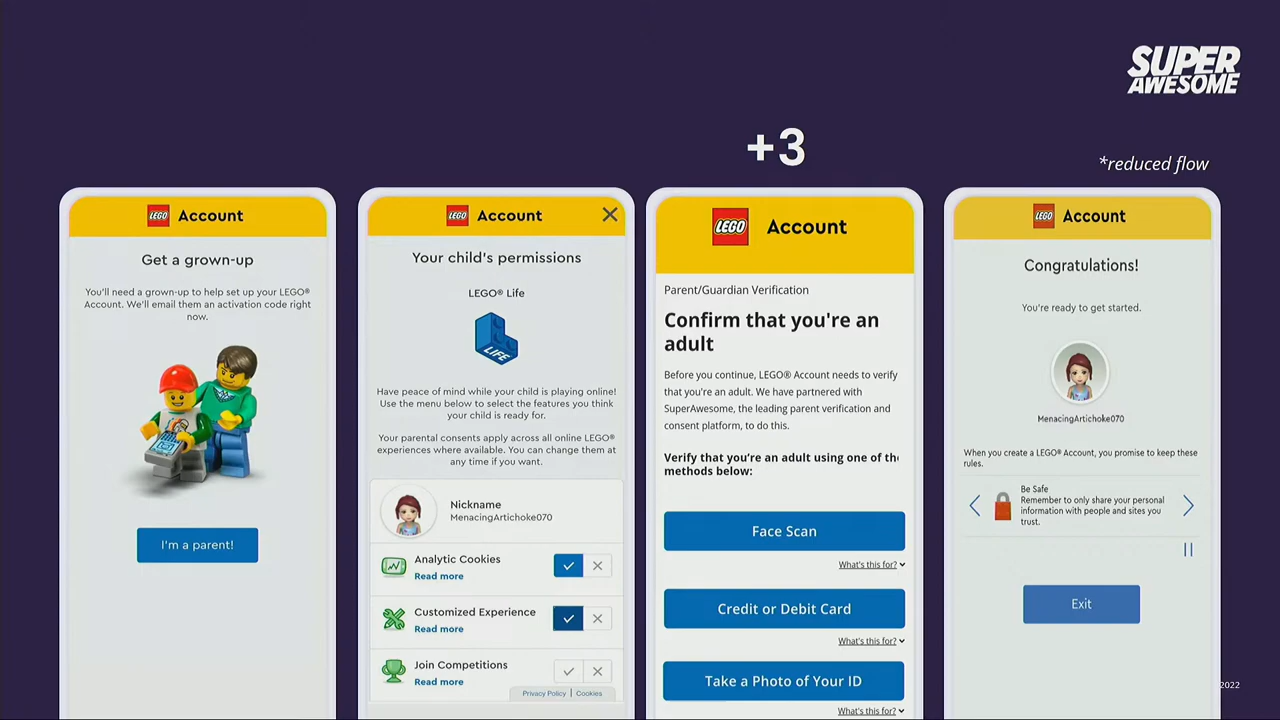 SUPER
AWESOME
+3
*reduced flow
LEGO Account
Get a grown-up
You'll need a grown-up to help set up your LEGO®
Account. We'll email them an activation code right
now.
I'm a parent!
LEGO Account
Your child's permissions
LEGO® Life
LIFE
Have peace of mind while your child is playing online!
Use the menu below to select the features you think
your child is ready for.
Your parental consents apply across all online LEGO®
experiences where available. You can change them at
any time if you want.
Nickname
MenacingArtichoke070
Analytic Cookies
Read more
Customized Experience
Read more
Join Competitions
Read more
Privacy Policy | Cookies
LEGO Account
Parent/Guardian Verification
Confirm that you're an
adult
Before you continue, LEGO® Account needs to verify
that you're an adult. We have partnered with
SuperAwesome, the leading parent verification and
consent platform, to do this.
Verify that you're an adult using one of the
methods below:
Face Scan
What's this for?
Credit or Debit Card
What's this for?
Take a Photo of Your ID
What's this for?
LEGO Account
Congratulations!
You're ready to get started.
MenacingArtichoke070
When you create a LEGO® Account, you promise to keep these
rules.
Be Safe
Remember to only share your personal
information with people and sites you
trust.
Exit
2022